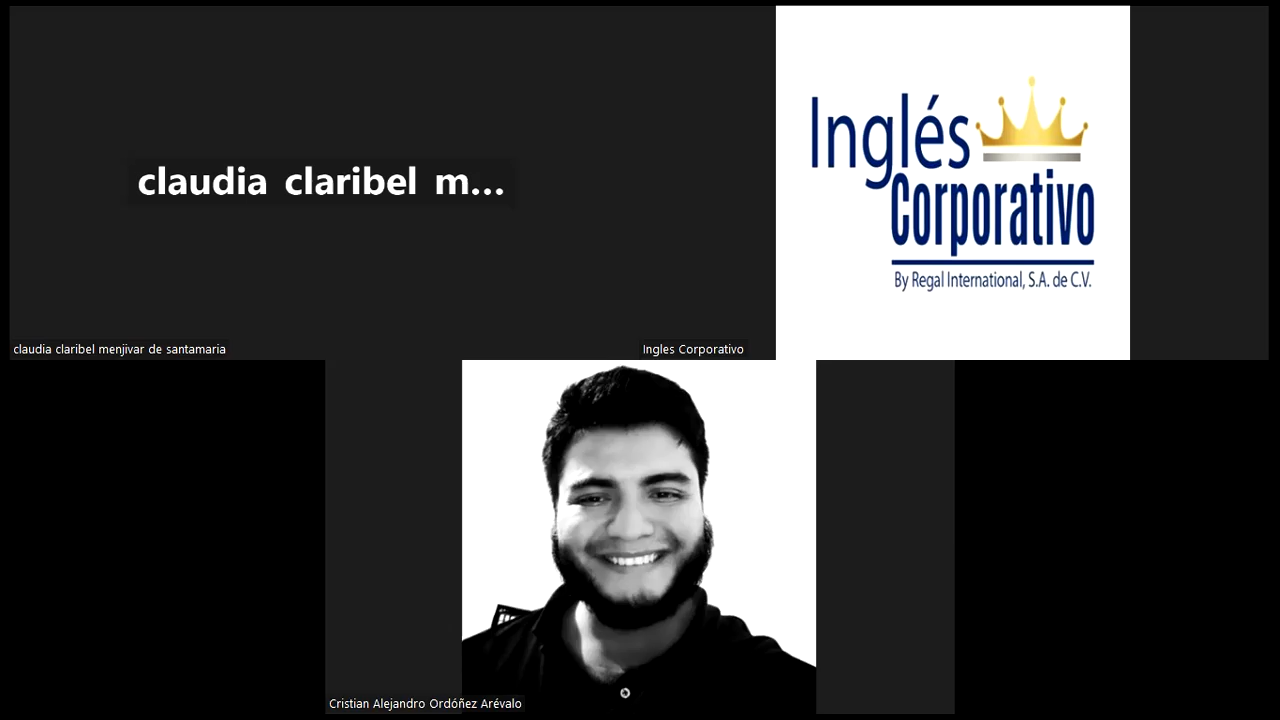 claudia claribel m...
Inglés
Corporativo
By Regal International, S.A. de C.V.
claudia claribel menjivar de santamaria
Ingles Corporativo
Cristian Alejandro Ordóñez Arévalo